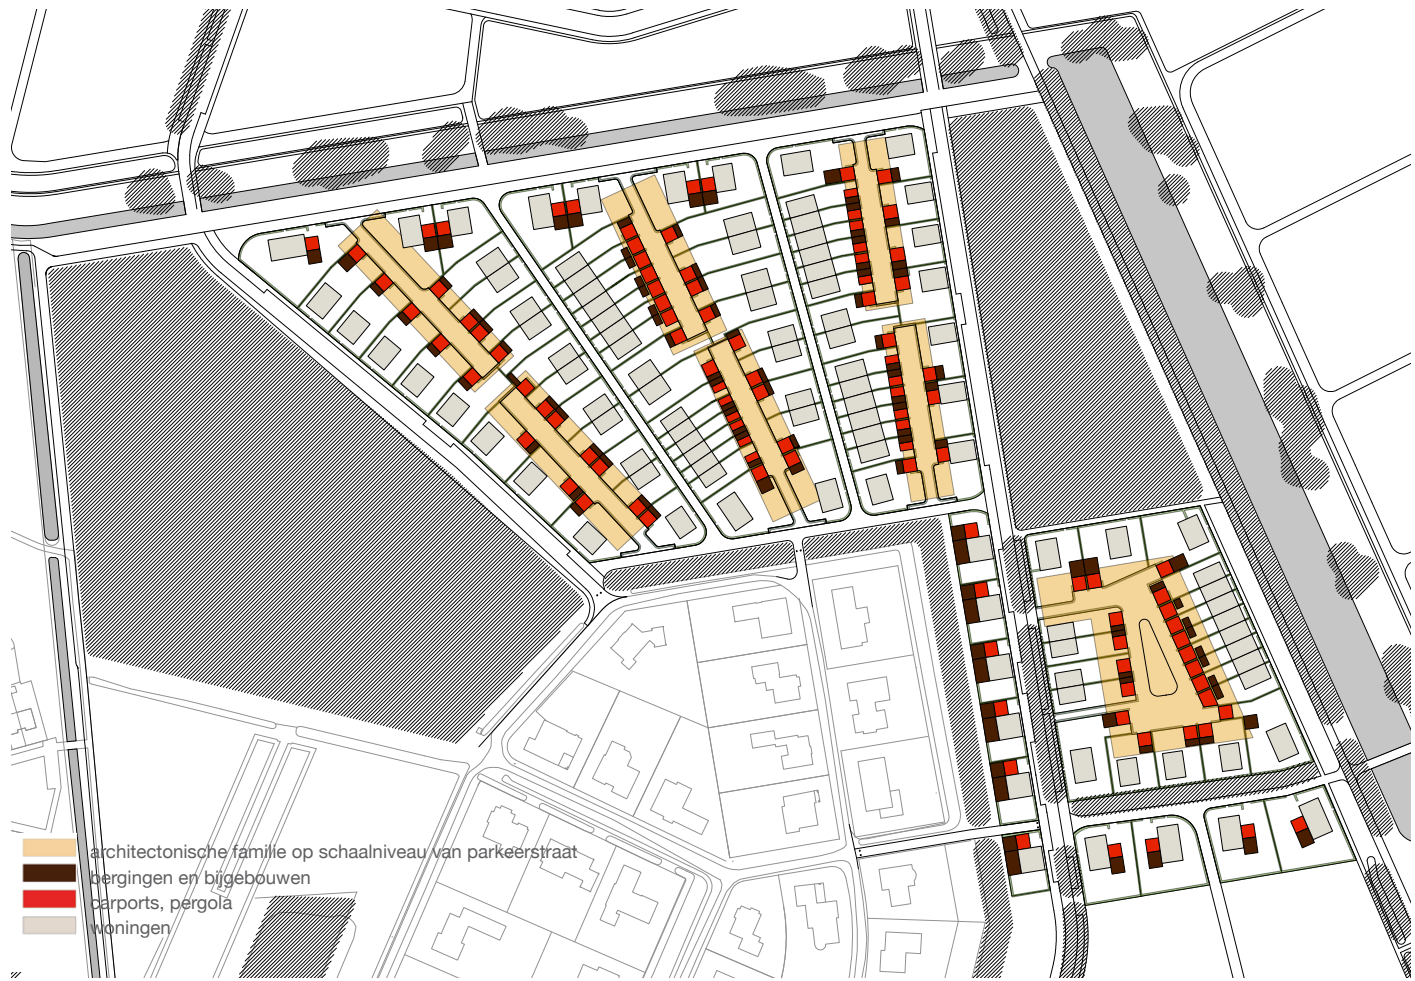 architectonische familie op schaalniveau van parkeerstraat
bergingen en bijgebouwen
carports, pergola
woningen